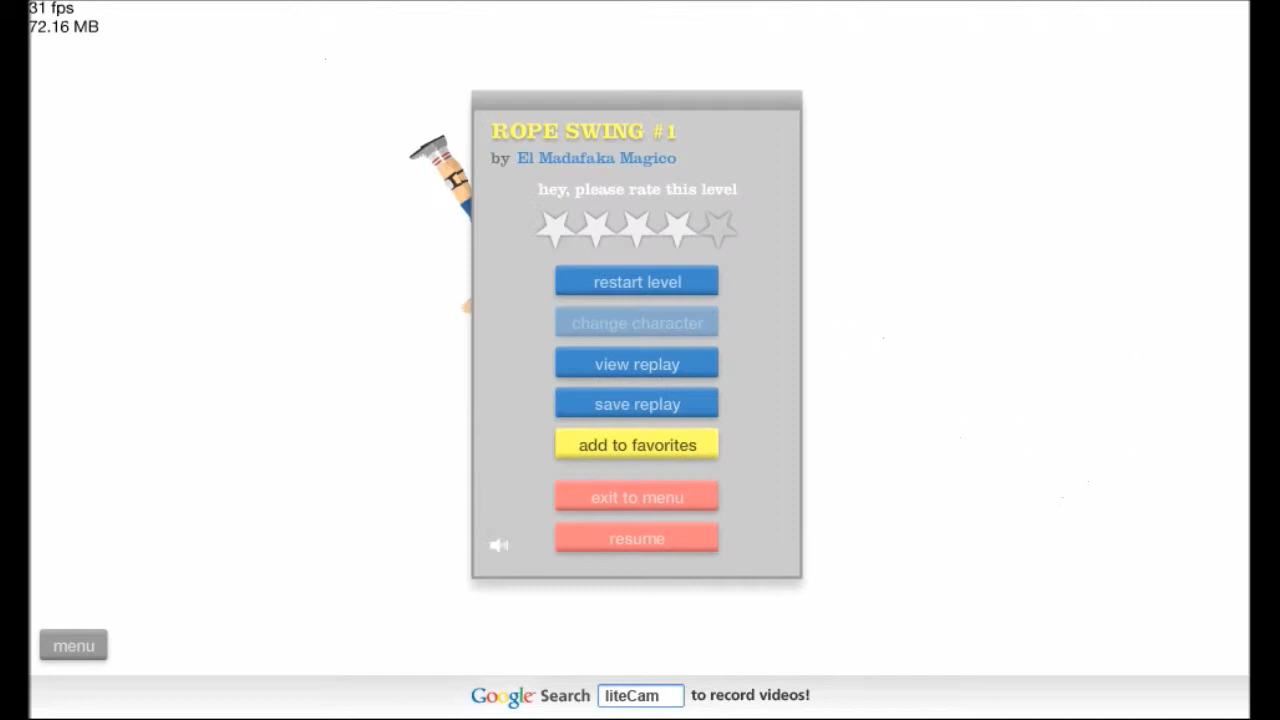 31 fps
72.16 MB
ROPE SWING #1
by El Madafaka Magico
hey, please rate this level
restart level
change character
view replay
save replay
add to favorites
exit to menu
resume
menu
Google Search liteCam to record videos!